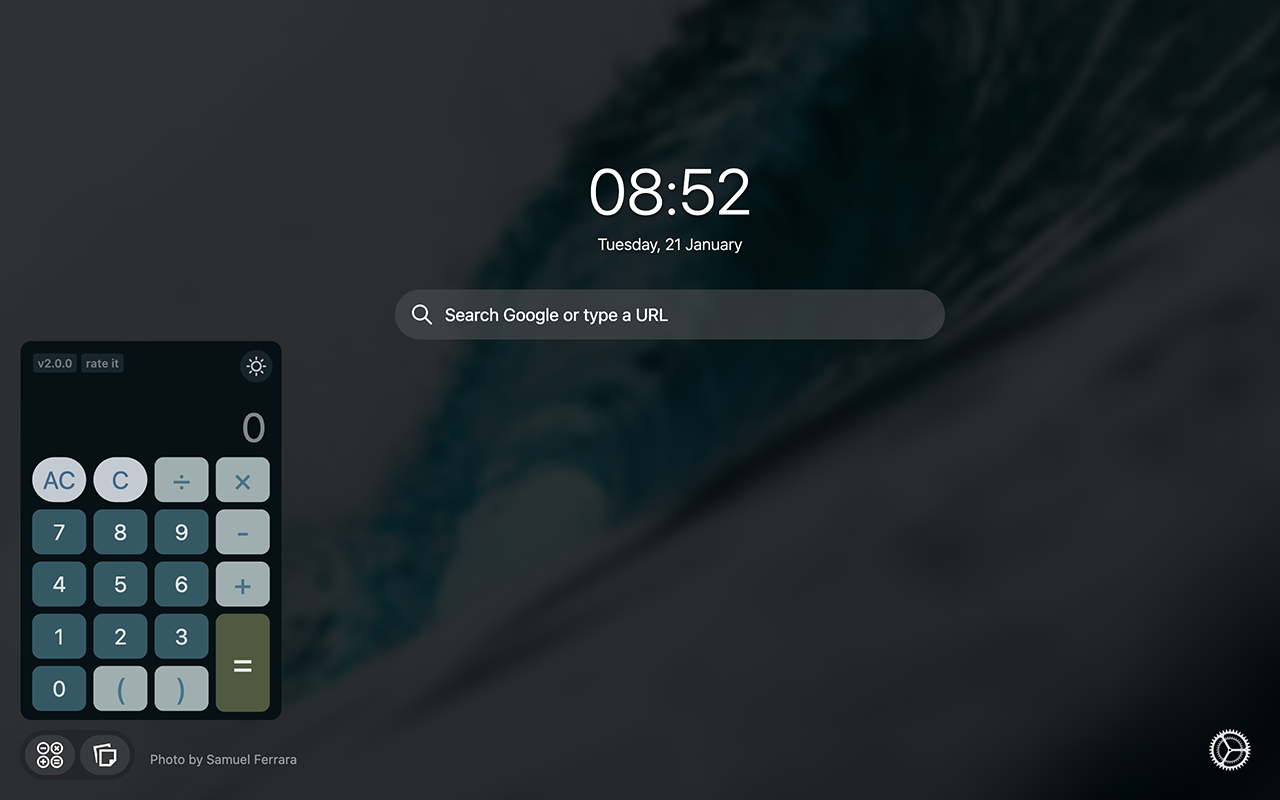 08:52
Tuesday, 21 January
Search Google or type a URL
v2.0.0 rate it
0
AC C ÷ ×
7 8 9 -
4 5 6 +
1 2 3 =
0 ( )
Photo by Samuel Ferrara